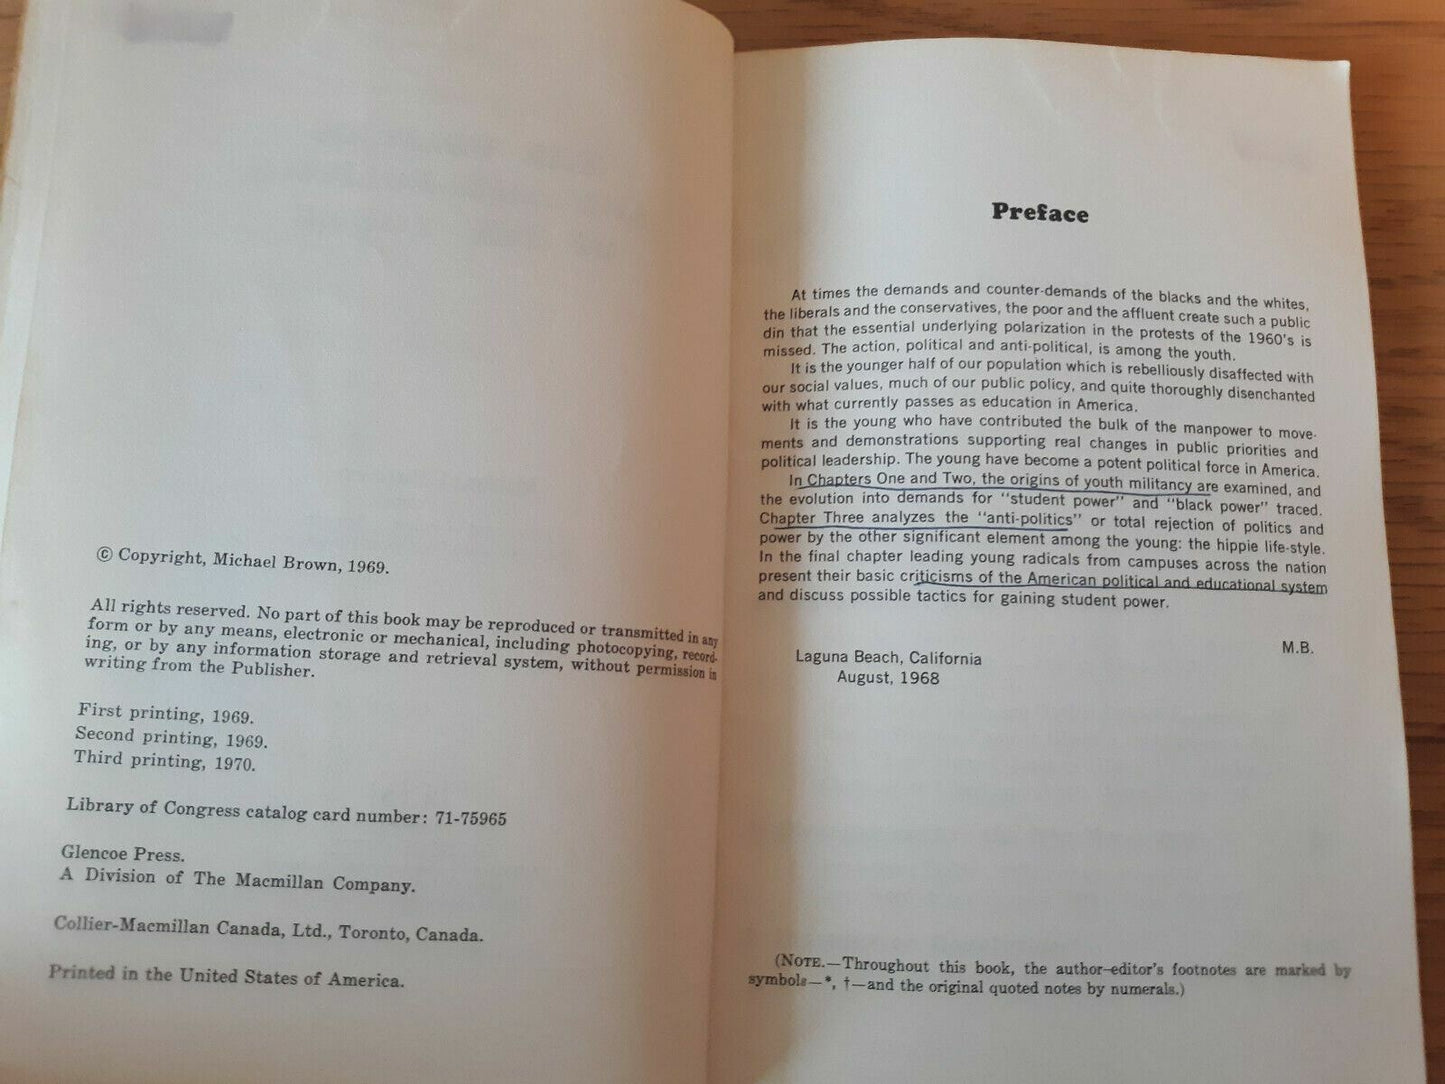 © Copyright, Michael Brown, 1969.
All rights reserved. No part of this book may be reproduced or transmitted in any
form or by any means, electronic or mechanical, including photocopying, record-
ing, or by any information storage and retrieval system, without permission in
writing from the Publisher.
First printing, 1969.
Second printing, 1969.
Third printing, 1970.
Library of Congress catalog card number: 71-75965
Glencoe Press.
A Division of The Macmillan Company.
Collier-Macmillan Canada, Ltd., Toronto, Canada.
Printed in the United States of America.
Preface
At times the demands and counter-demands of the blacks and the whites,
the liberals and the conservatives, the poor and the affluent create such a public
din that the essential underlying polarization in the protests of the 1960's is
missed. The action, political and anti-political, is among the youth.
It is the younger half of our population which is rebelliously disaffected with
our social values, much of our public policy, and quite thoroughly disenchanted
with what currently passes as education in America.
It is the young who have contributed the bulk of the manpower to move-
ments and demonstrations supporting real changes in public priorities and
political leadership. The young have become a potent political force in America.
In Chapters One and Two, the origins of youth militancy are examined, and
the evolution into demands for "student power" and "black power" traced.
Chapter Three analyzes the "anti-politics" or total rejection of politics and
power by the other significant element among the young: the hippie life-style.
In the final chapter leading young radicals from campuses across the nation
present their basic criticisms of the American political and educational system
and discuss possible tactics for gaining student power.
M.B.
Laguna Beach, California
August, 1968
(NOTE.—Throughout this book, the author-editor's footnotes are marked by
symbols—*, †—and the original quoted notes by numerals.)